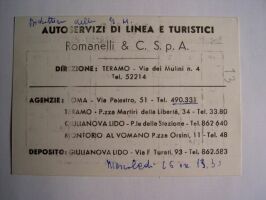 AUTOSERVIZI DI LINEA E TURISTICI
Romanelli & C. S.p.A.
DIREZIONE: TERAMO - Via dei Mulini n. 4
Tel. 52214
AGENZIE: ROMA - Via Palestro, 51 - Tel. 490.331
TERAMO - P.zza Martiri della Libertà, 34 - Tel. 33.80
GIULIANOVA LIDO - P.le della Stazione - Tel. 862 640
MONTORIO AL VOMANO P.zza Orsini, 11 - Tel. 48
DEPOSITO: GIULIANOVA LIDO - Via F. Turati, 93 - Tel. 862.583
Mercoledì